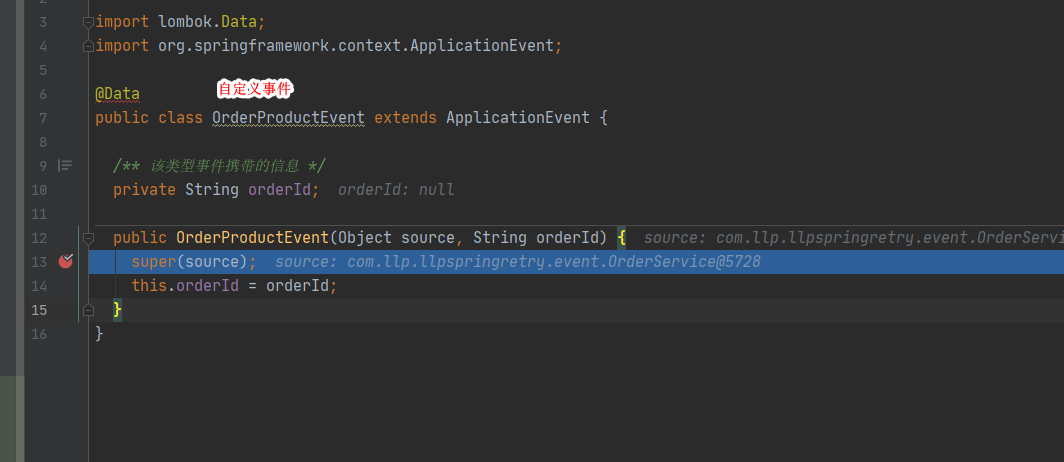 3 import lombok.Data;
4 import org.springframework.context.ApplicationEvent;
5
自定义事件
6 @Data
7 public class OrderProductEvent extends ApplicationEvent {
8
9 /** 该类型事件携带的信息 */
10 private String orderId; orderId: null
11
12 public OrderProductEvent(Object source, String orderId) { source: com.llp.llpspringretry.event.OrderServi
13 super(source); source: com.llp.llpspringretry.event.OrderService@5728
14 this.orderId = orderId;
15 }
16 }